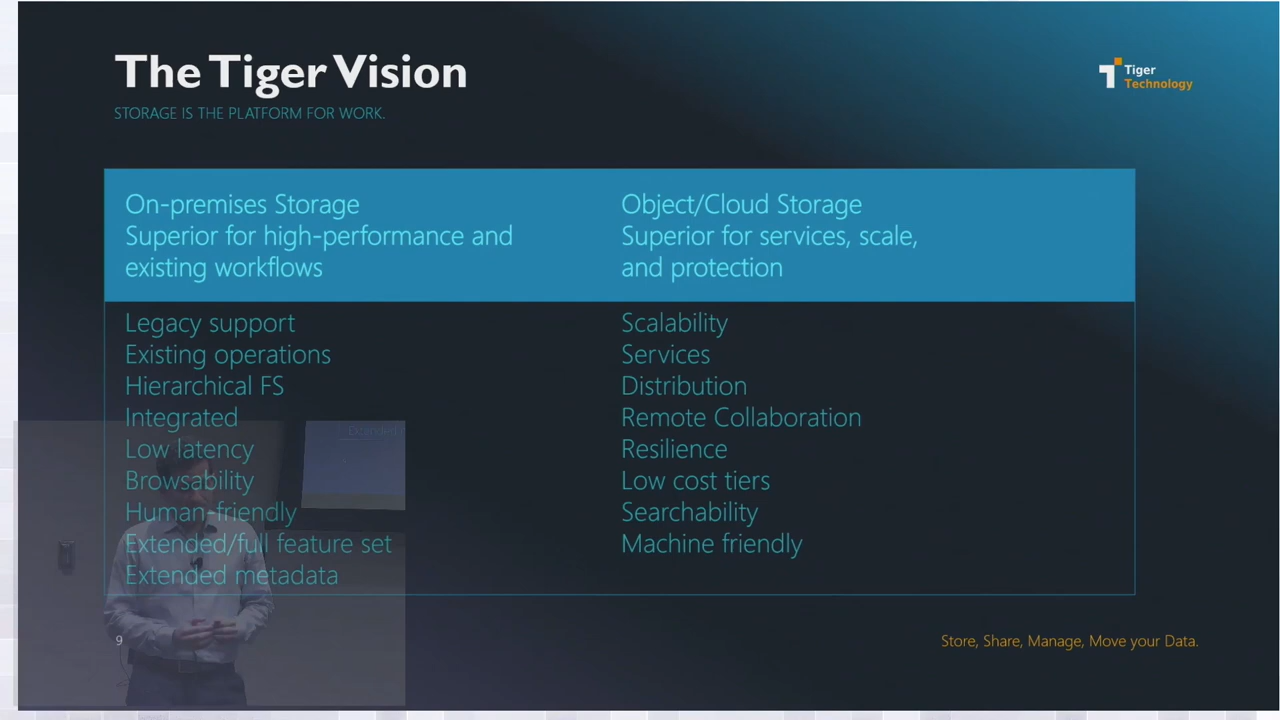 The Tiger Vision
STORAGE IS THE PLATFORM FOR WORK.
Tiger
Technology
On-premises Storage
Superior for high-performance and
existing workflows
Object/Cloud Storage
Superior for services, scale,
and protection
Legacy support
Existing operations
Hierarchical FS
Integrated
Low latency
Browsability
Human-friendly
Extended/full feature set
Extended metadata
Scalability
Services
Distribution
Remote Collaboration
Resilience
Low cost tiers
Searchability
Machine friendly
9
Store, Share, Manage, Move your Data.